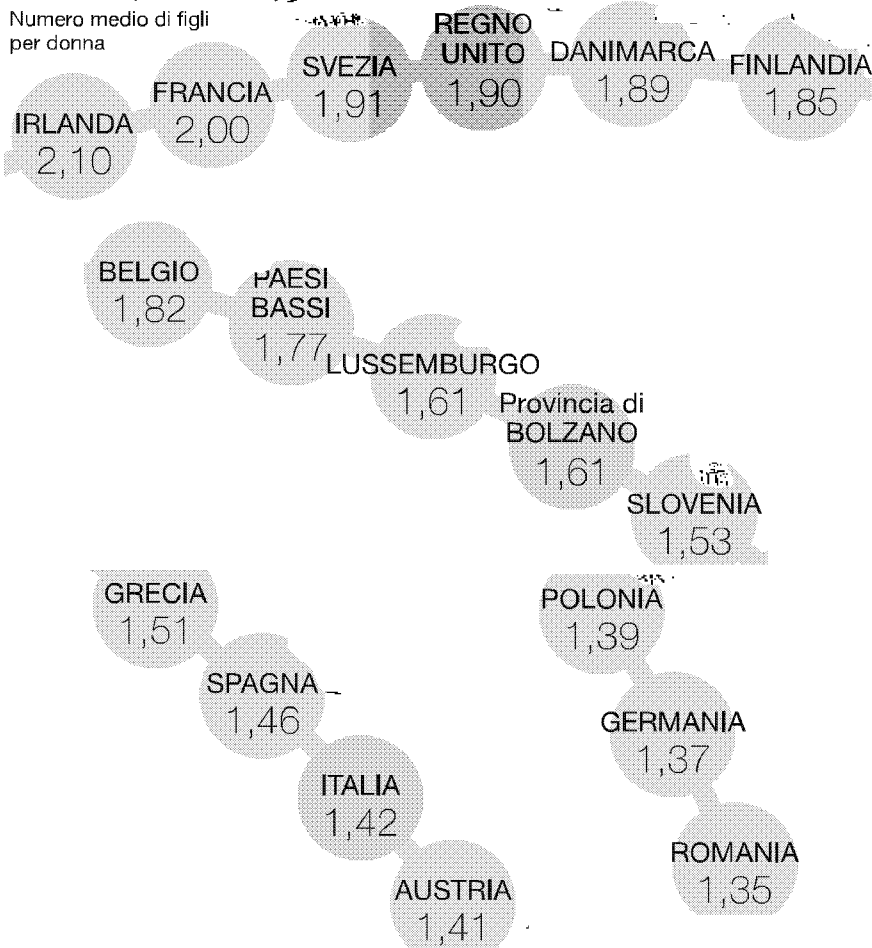 Numero medio di figli
per donna
IRLANDA
2,10
FRANCIA
2,00
SVEZIA
1,91
REGNO
UNITO
1,90
DANIMARCA
1,89
FINLANDIA
1,85
BELGIO
1,82
PAESI
BASSI
1,77
LUSSEMBURGO
1,61
Provincia di
BOLZANO
1,61
SLOVENIA
1,53
GRECIA
1,51
SPAGNA
1,46
ITALIA
1,42
AUSTRIA
1,41
POLONIA
1,39
GERMANIA
1,37
ROMANIA
1,35